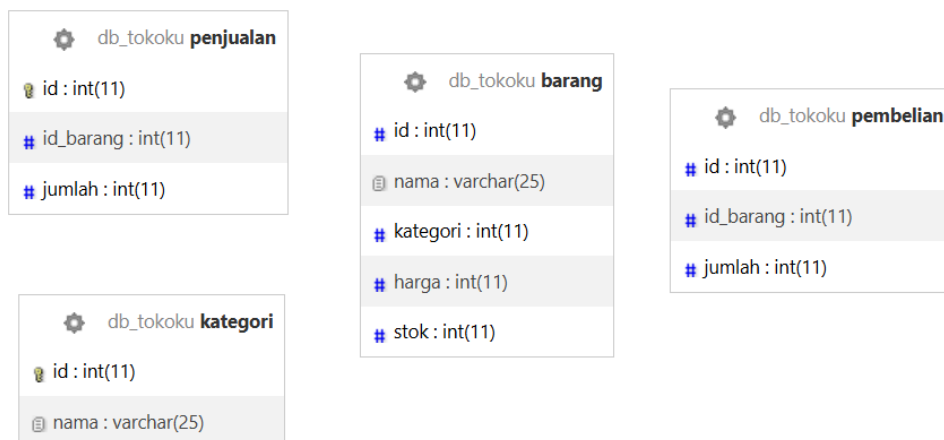 db_tokoku penjualan
id : int(11)
id_barang : int(11)
jumlah : int(11)
db_tokoku kategori
id : int(11)
nama : varchar(25)
db_tokoku barang
id : int(11)
nama : varchar(25)
kategori : int(11)
harga : int(11)
stok : int(11)
db_tokoku pembelian
id : int(11)
id_barang : int(11)
jumlah : int(11)